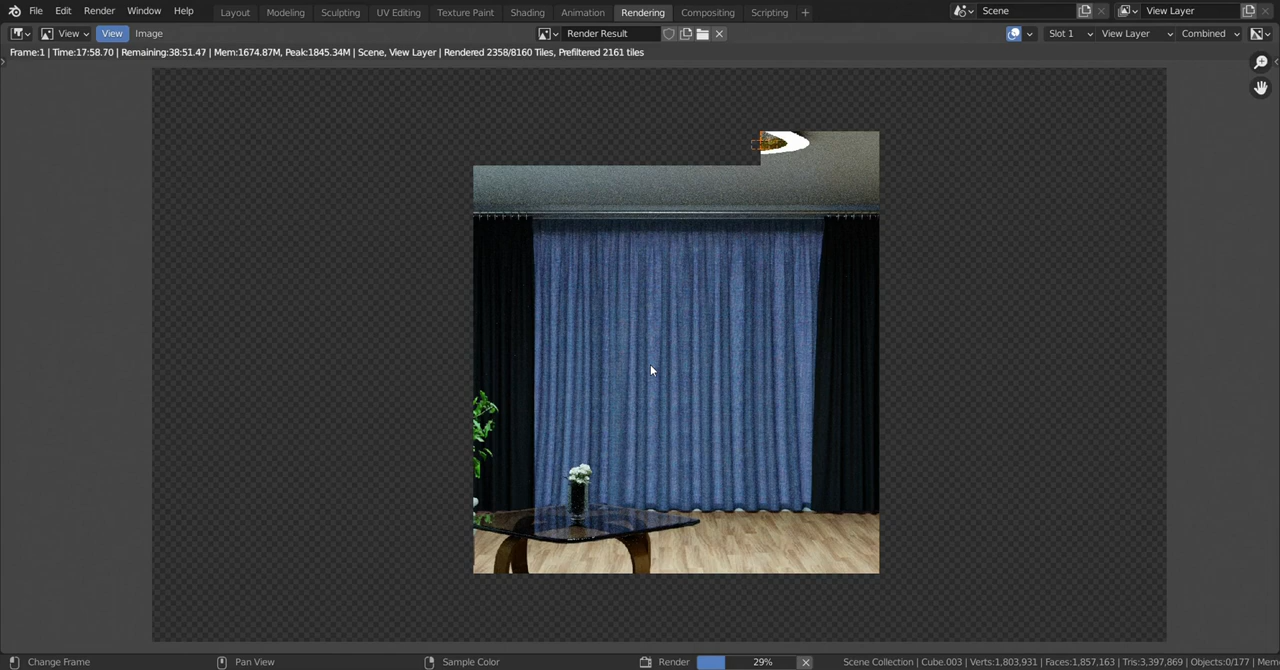 File Edit Render Window Help Layout Modeling Sculpting UV Editing Texture Paint Shading Animation Rendering Compositing Scripting + Scene View Layer
View View Image Render Result Slot 1 View Layer Combined
Frame:1 | Time:17:58.70 | Remaining:38:51.47 | Mem:1674.87M, Peak:1845.34M | Scene, View Layer | Rendered 2358/8160 Tiles, Prefiltered 2161 tiles
Change Frame Pan View Sample Color Render 29% Scene Collection | Cube.003 | Verts:1,803,931 | Faces:1,857,163 | Tris:3,397,869 | Objects:0/177 | Mem